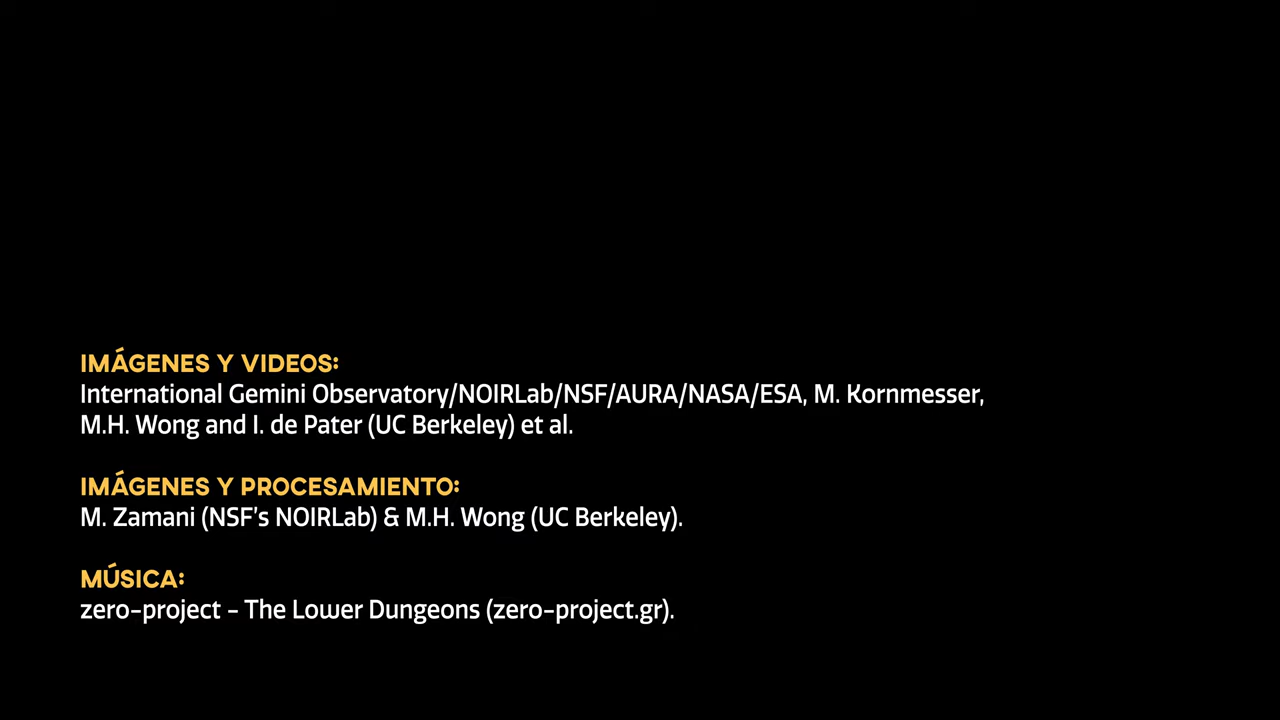 IMÁGENES Y VIDEOS:
International Gemini Observatory/NOIRLab/NSF/AURA/NASA/ESA, M. Kornmesser,
M.H. Wong and I. de Pater (UC Berkeley) et al.
IMÁGENES Y PROCESAMIENTO:
M. Zamani (NSF's NOIRLab) & M.H. Wong (UC Berkeley).
MÚSICA:
zero-project - The Lower Dungeons (zero-project.gr).